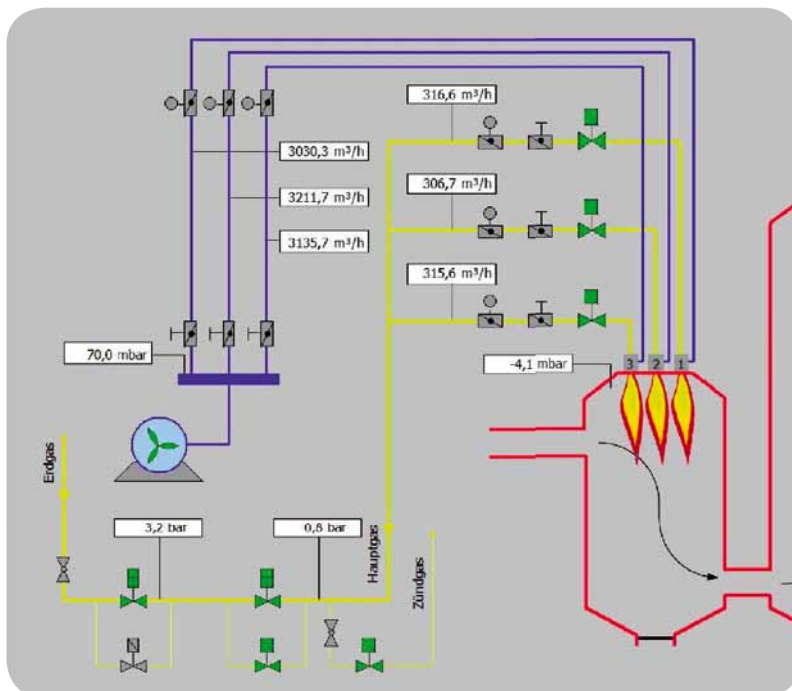 316,6 m³/h
3030,3 m³/h
306,7 m³/h
3211,7 m³/h
3135,7 m³/h
315,6 m³/h
70,0 mbar
-4,1 mbar
3 2 1
Erdgas
3,2 bar
0,8 bar
Hauptgas
Zündgas